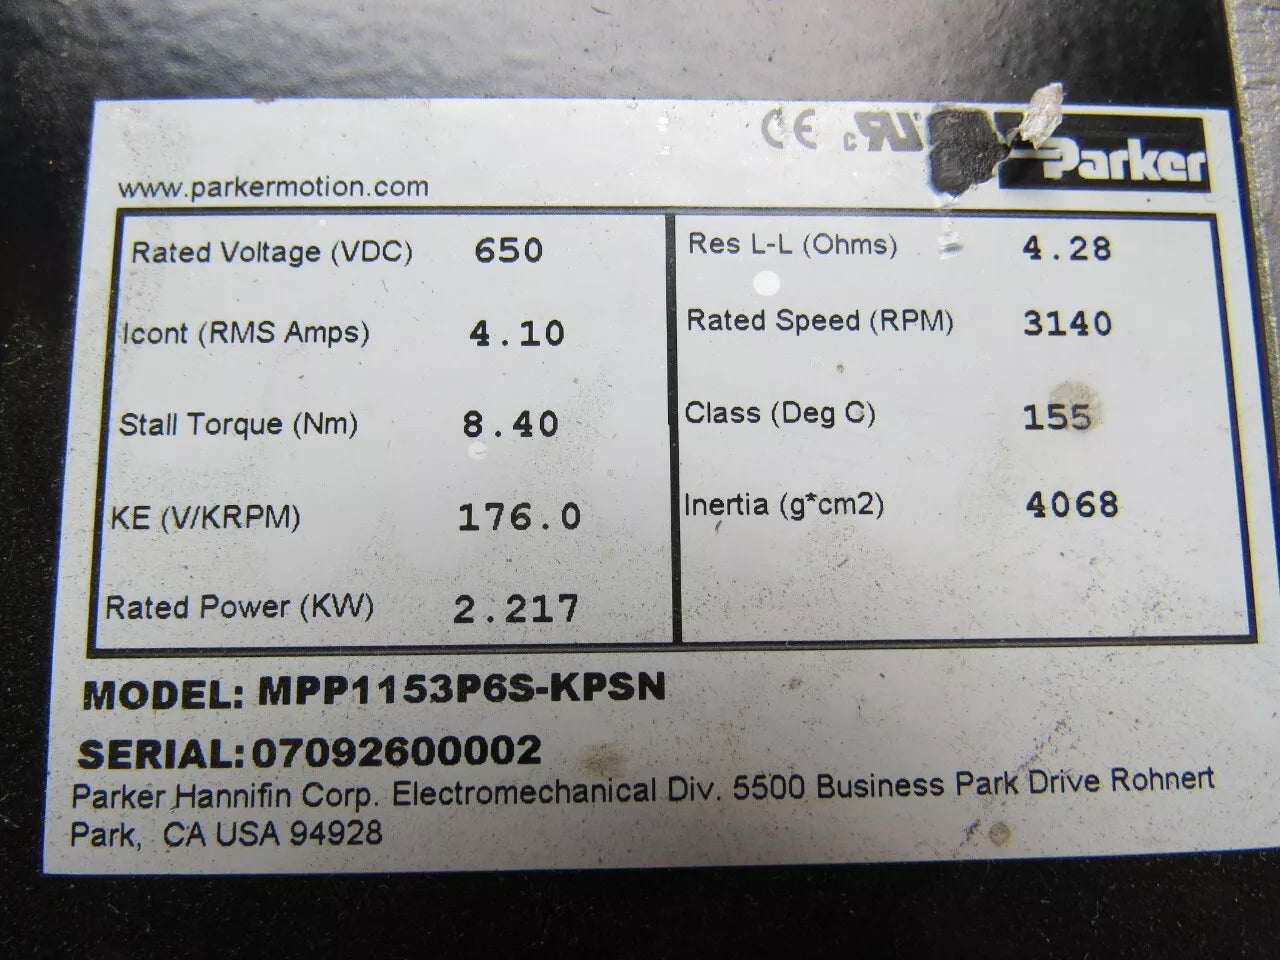 CE cRUus Parker
www.parkermotion.com
Rated Voltage (VDC) 650
Icont (RMS Amps) 4.10
Stall Torque (Nm) 8.40
KE (V/KRPM) 176.0
Rated Power (KW) 2.217
Res L-L (Ohms) 4.28
Rated Speed (RPM) 3140
Class (Deg C) 155
Inertia (g*cm2) 4068
MODEL: MPP1153P6S-KPSN
SERIAL: 07092600002
Parker Hannifin Corp. Electromechanical Div. 5500 Business Park Drive Rohnert
Park, CA USA 94928